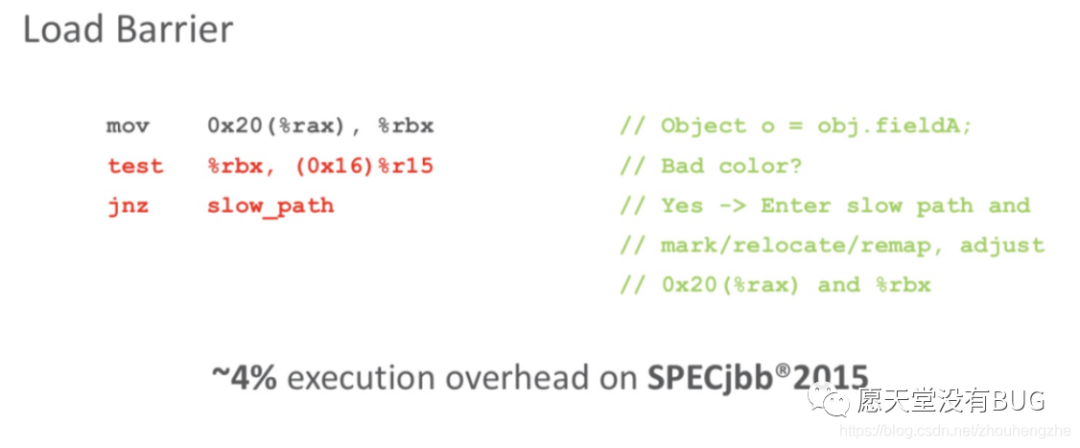 Load Barrier
mov 0x20(%rax), %rbx // Object o = obj.fieldA;
test %rbx, (0x16)%r15 // Bad color?
jnz slow_path // Yes -> Enter slow path and
// mark/relocate/remap, adjust
// 0x20(%rax) and %rbx
~4% execution overhead on SPECjbb®2015
愿天堂没有BUG
https://blog.csdn.net/zhouhengzhe